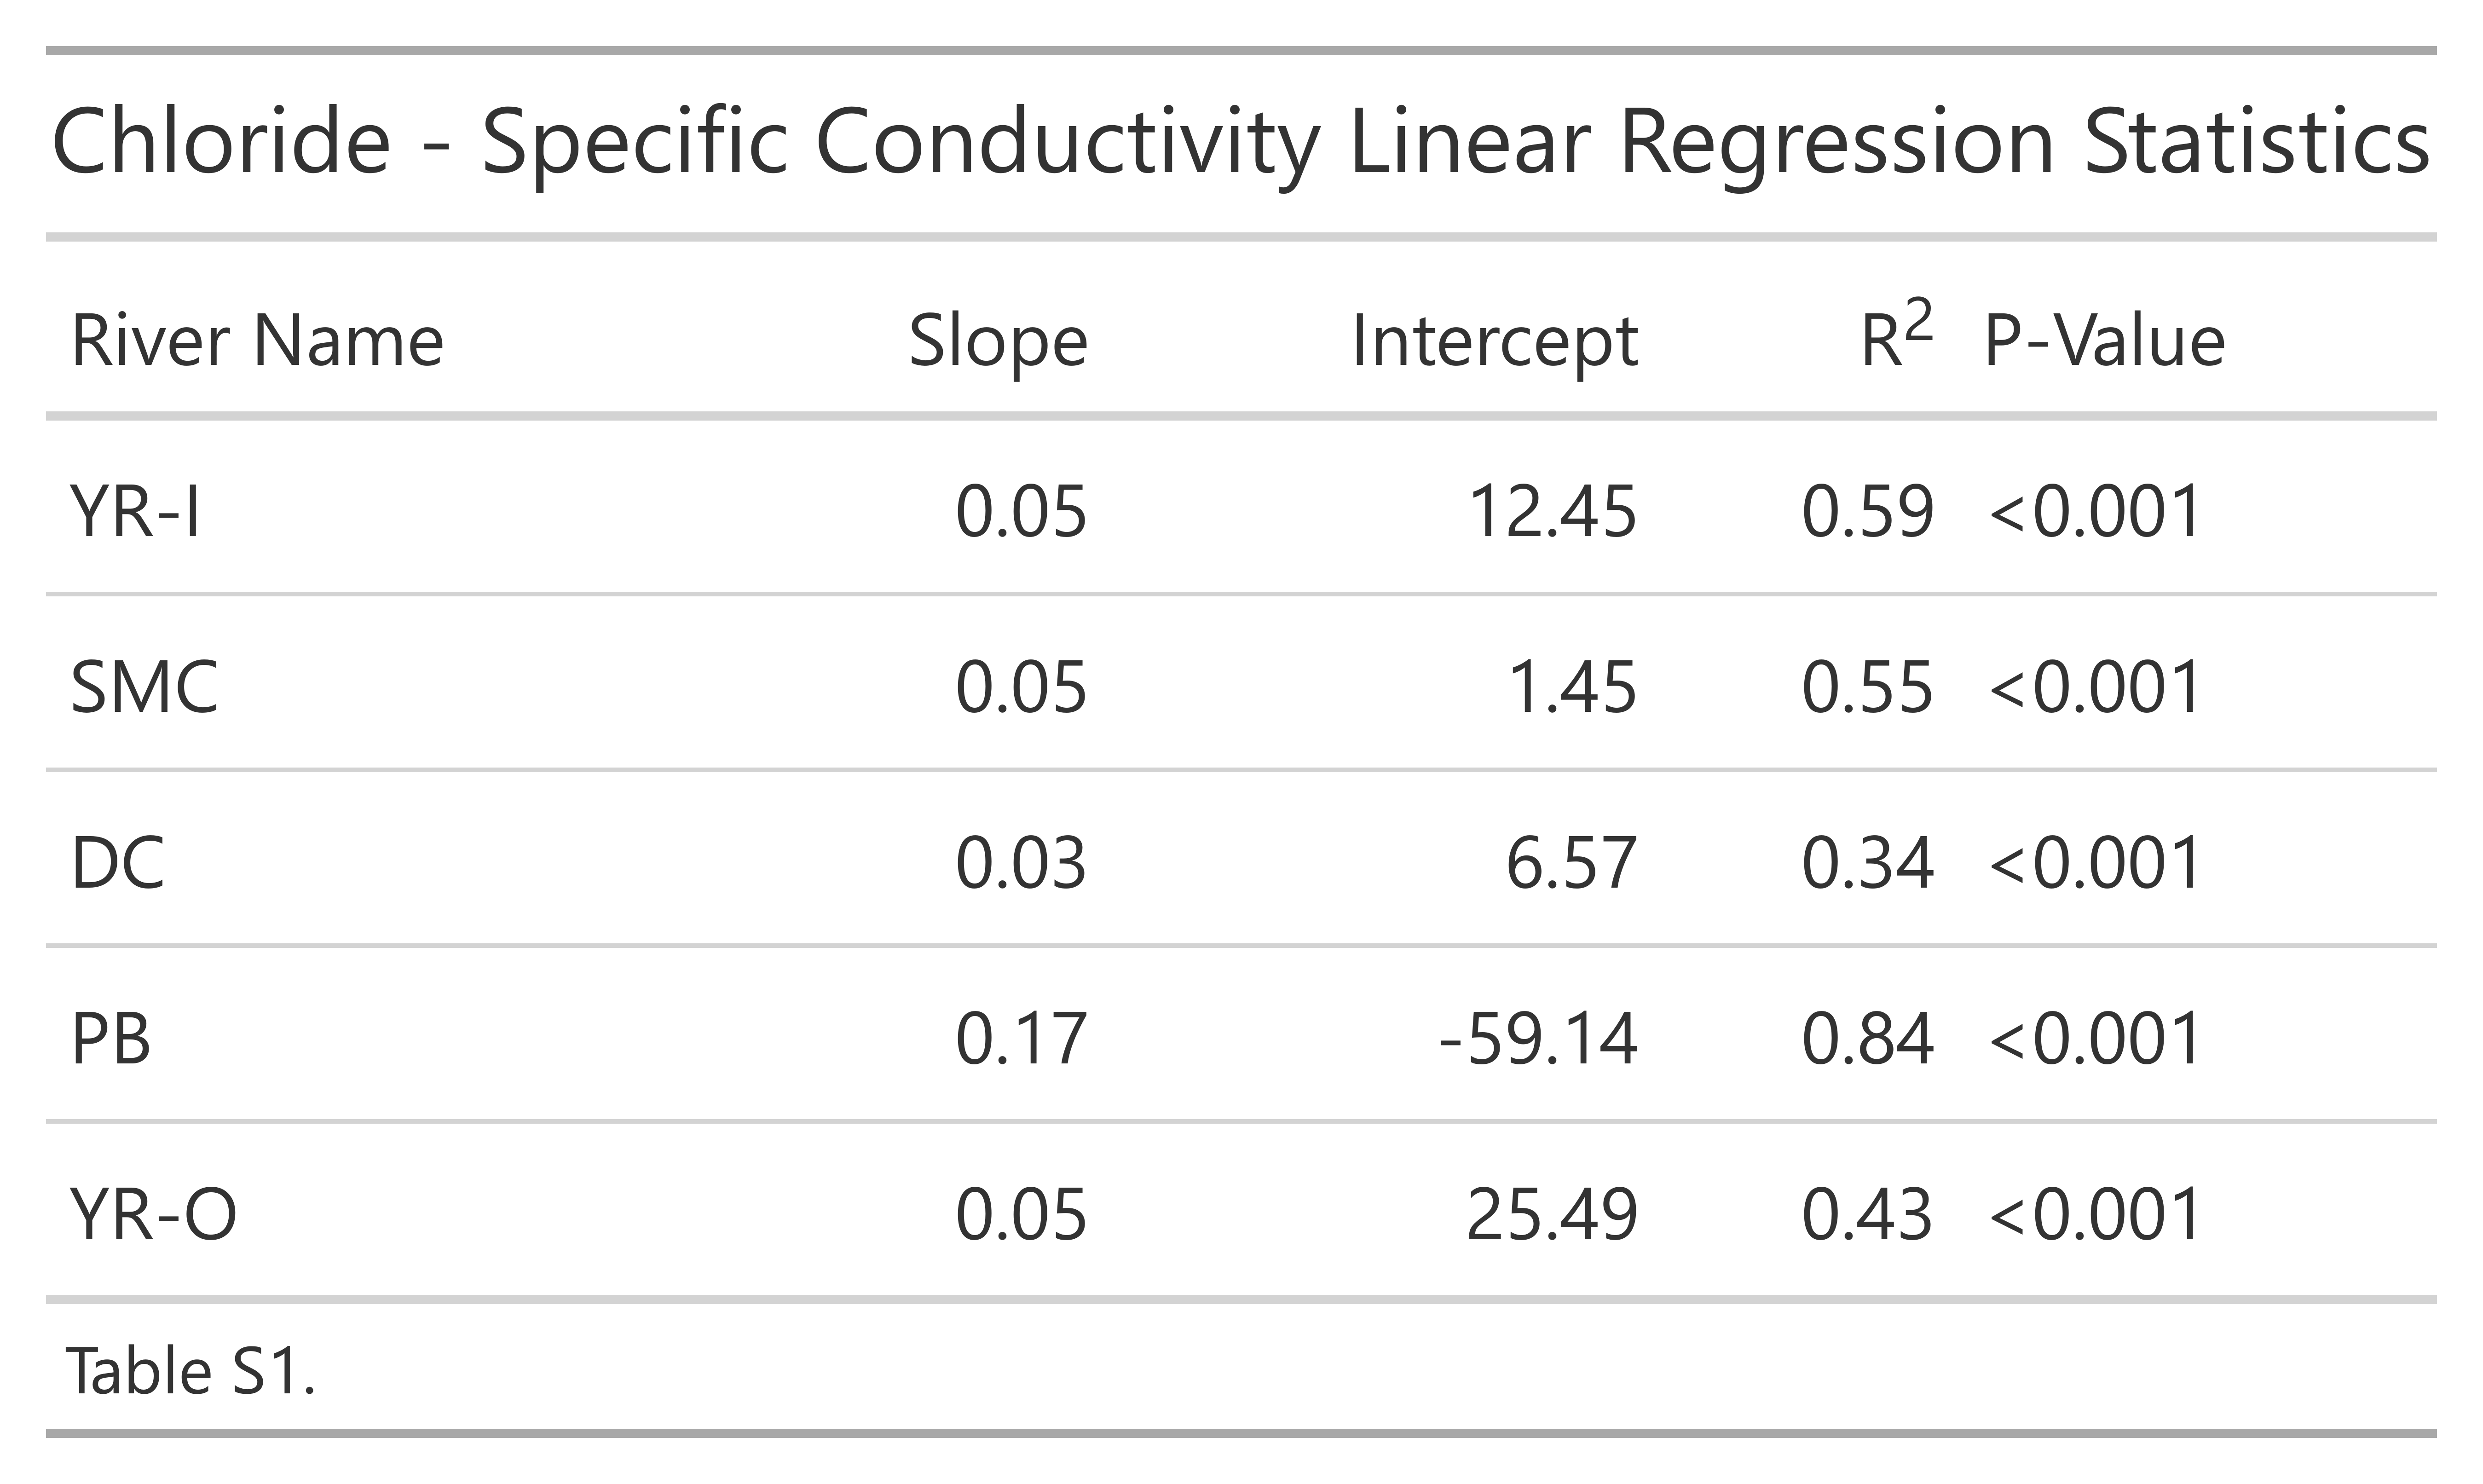 Chloride - Specific Conductivity Linear Regression Statistics
River Name Slope Intercept R² P-Value
YR-I 0.05 12.45 0.59 <0.001
SMC 0.05 1.45 0.55 <0.001
DC 0.03 6.57 0.34 <0.001
PB 0.17 -59.14 0.84 <0.001
YR-O 0.05 25.49 0.43 <0.001
Table S1.